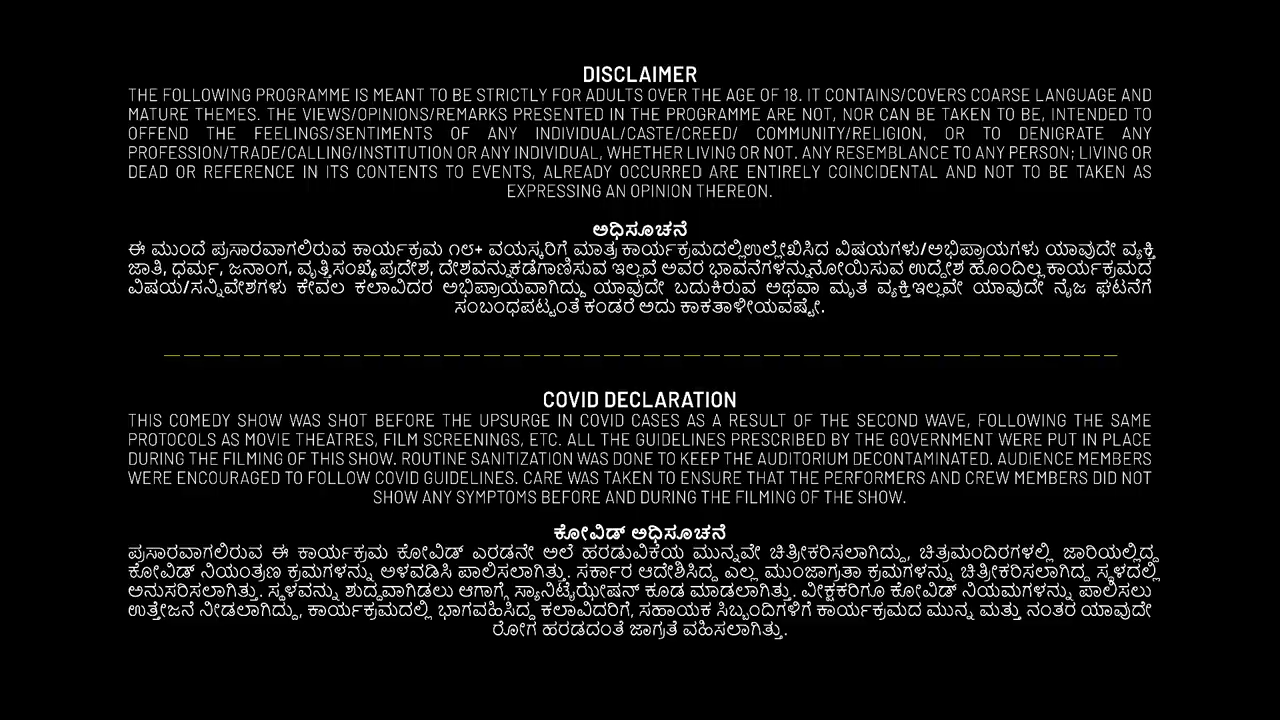 DISCLAIMER
THE FOLLOWING PROGRAMME IS MEANT TO BE STRICTLY FOR ADULTS OVER THE AGE OF 18. IT CONTAINS/COVERS COARSE LANGUAGE AND
MATURE THEMES. THE VIEWS/OPINIONS/REMARKS PRESENTED IN THE PROGRAMME ARE NOT, NOR CAN BE TAKEN TO BE, INTENDED TO
OFFEND THE FEELINGS/SENTIMENTS OF ANY INDIVIDUAL/CASTE/CREED/ COMMUNITY/RELIGION, OR TO DENIGRATE ANY
PROFESSION/TRADE/CALLING/INSTITUTION OR ANY INDIVIDUAL, WHETHER LIVING OR NOT. ANY RESEMBLANCE TO ANY PERSON; LIVING OR
DEAD OR REFERENCE IN ITS CONTENTS TO EVENTS, ALREADY OCCURRED ARE ENTIRELY COINCIDENTAL AND NOT TO BE TAKEN AS
EXPRESSING AN OPINION THEREON.
ಅಧಿಸೂಚನೆ
ಈ ಮುಂದೆ ಪ್ರಸಾರವಾಗಲಿರುವ ಕಾರ್ಯಕ್ರಮ ೧೮+ ವಯಸ್ಕರಿಗೆ ಮಾತ್ರ ಕಾರ್ಯಕ್ರಮದಲ್ಲಿಉಲ್ಲೇಖಿಸಿದ ವಿಷಯಗಳು/ಅಭಿಪ್ರಾಯಗಳು ಯಾವುದೇ ವ್ಯಕ್ತಿ
ಜಾತಿ, ಧರ್ಮ, ಜನಾಂಗ, ವೃತ್ತಿಸಂಖ್ಯೆಪ್ರದೇಶ, ದೇಶವನ್ನುಕಡೆಗಾಣಿಸುವ ಇಲ್ಲವೆ ಅವರ ಭಾವನೆಗಳನ್ನುನೋಯಿಸುವ ಉದ್ದೇಶ ಹೊಂದಿಲ್ಲ ಕಾರ್ಯಕ್ರಮದ
ವಿಷಯ/ಸನ್ನಿವೇಶಗಳು ಕೇವಲ ಕಲಾವಿದರ ಅಭಿಪ್ರಾಯವಾಗಿದ್ದು ಯಾವುದೇ ಬದುಕಿರುವ ಅಥವಾ ಮೃತ ವ್ಯಕ್ತಿಇಲ್ಲವೇ ಯಾವುದೇ ನೈಜ ಘಟನೆಗೆ
ಸಂಬಂಧಪಟ್ಟಂತೆ ಕಂಡರೆ ಅದು ಕಾಕತಾಳೀಯವಷ್ಟೇ.
COVID DECLARATION
THIS COMEDY SHOW WAS SHOT BEFORE THE UPSURGE IN COVID CASES AS A RESULT OF THE SECOND WAVE, FOLLOWING THE SAME
PROTOCOLS AS MOVIE THEATRES, FILM SCREENINGS, ETC. ALL THE GUIDELINES PRESCRIBED BY THE GOVERNMENT WERE PUT IN PLACE
DURING THE FILMING OF THIS SHOW. ROUTINE SANITIZATION WAS DONE TO KEEP THE AUDITORIUM DECONTAMINATED. AUDIENCE MEMBERS
WERE ENCOURAGED TO FOLLOW COVID GUIDELINES. CARE WAS TAKEN TO ENSURE THAT THE PERFORMERS AND CREW MEMBERS DID NOT
SHOW ANY SYMPTOMS BEFORE AND DURING THE FILMING OF THE SHOW.
ಕೋವಿಡ್ ಅಧಿಸೂಚನೆ
ಪ್ರಸಾರವಾಗಲಿರುವ ಈ ಕಾರ್ಯಕ್ರಮ ಕೋವಿಡ್ ಎರಡನೇ ಅಲೆ ಹರಡುವಿಕೆಯ ಮುನ್ನವೇ ಚಿತ್ರೀಕರಿಸಲಾಗಿದ್ದು, ಚಿತ್ರಮಂದಿರಗಳಲ್ಲಿ ಜಾರಿಯಲ್ಲಿದ್ದ
ಕೋವಿಡ್ ನಿಯಂತ್ರಣ ಕ್ರಮಗಳನ್ನು ಅಳವಡಿಸಿ ಪಾಲಿಸಲಾಗಿತ್ತು. ಸರ್ಕಾರ ಆದೇಶಿಸಿದ್ದ ಎಲ್ಲ ಮುಂಜಾಗ್ರತಾ ಕ್ರಮಗಳನ್ನು ಚಿತ್ರೀಕರಿಸಲಾಗಿದ್ದ ಸ್ಥಳದಲ್ಲಿ
ಅನುಸರಿಸಲಾಗಿತ್ತು. ಸ್ಥಳವನ್ನು ಶುದ್ಧವಾಗಿಡಲು ಆಗಾಗ್ಗೆ ಸ್ಯಾನಿಟೈಝೇಷನ್ ಕೂಡ ಮಾಡಲಾಗಿತ್ತು. ವೀಕ್ಷಕರಿಗೂ ಕೋವಿಡ್ ನಿಯಮಗಳನ್ನು ಪಾಲಿಸಲು
ಉತ್ತೇಜನೆ ನೀಡಲಾಗಿದ್ದು, ಕಾರ್ಯಕ್ರಮದಲ್ಲಿ ಭಾಗವಹಿಸಿದ್ದ ಕಲಾವಿದರಿಗೆ, ಸಹಾಯಕ ಸಿಬ್ಬಂದಿಗಳಿಗೆ ಕಾರ್ಯಕ್ರಮದ ಮುನ್ನ ಮತ್ತು ನಂತರ ಯಾವುದೇ
ರೋಗ ಹರಡದಂತೆ ಜಾಗ್ರತೆ ವಹಿಸಲಾಗಿತ್ತು.